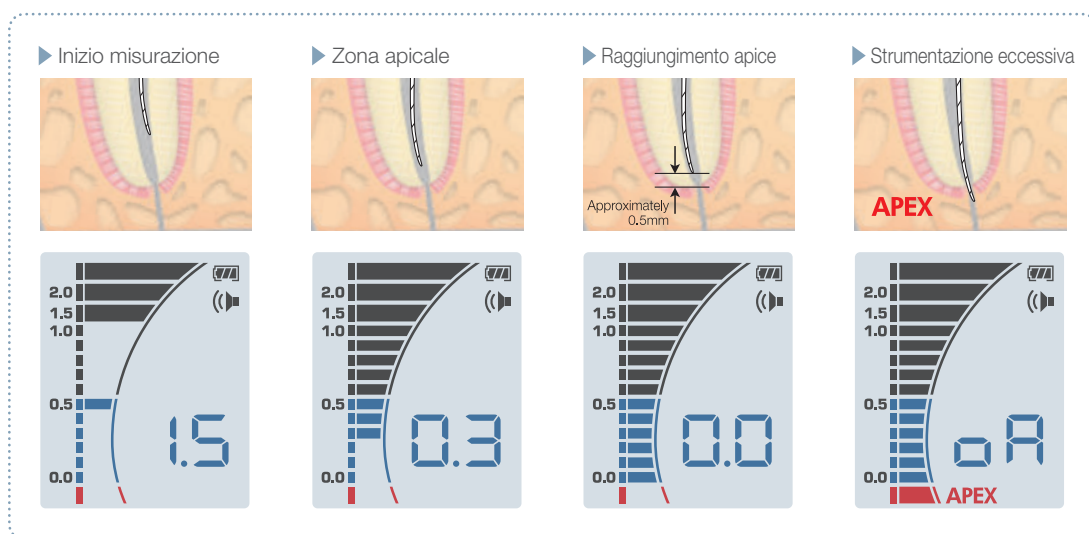 Inizio misurazione
Zona apicale
Raggiungimento apice
Strumentazione eccessiva
Approximately
0.5mm
APEX
2.0
1.5
1.0
0.5
0.0
1.5
2.0
1.5
1.0
0.5
0.0
0.3
2.0
1.5
1.0
0.5
0.0
0.0
2.0
1.5
1.0
0.5
0.0
oA
APEX